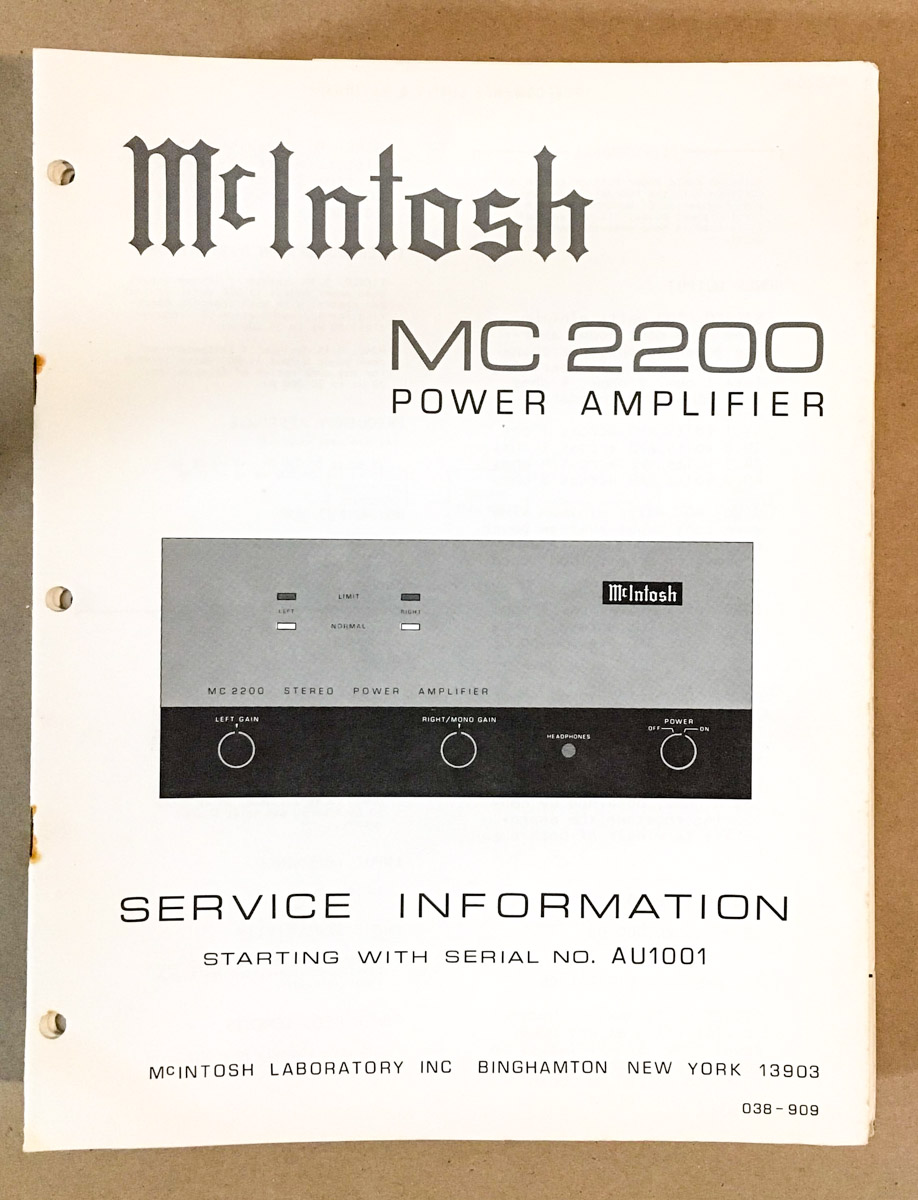 McIntosh
MC 2200
POWER AMPLIFIER
LIMIT
McIntosh
LEFT RIGHT
NORMAL
MC 2200 STEREO POWER AMPLIFIER
LEFT GAIN
RIGHT/MONO GAIN
POWER
OFF ON
HEADPHONES
SERVICE INFORMATION
STARTING WITH SERIAL NO. AU1001
McINTOSH LABORATORY INC BINGHAMTON NEW YORK 13903
038-909